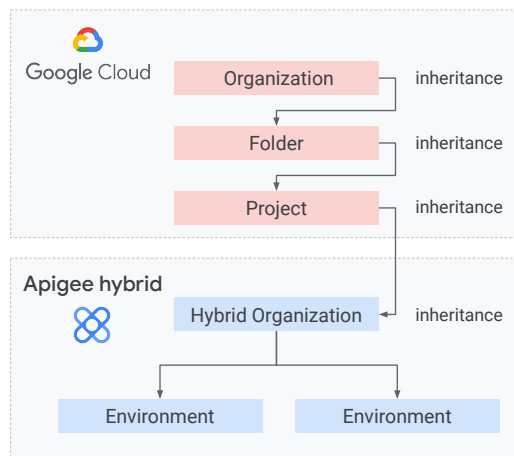 Google Cloud
Organization
inheritance
Folder
inheritance
Project
inheritance
Apigee hybrid
Hybrid Organization
inheritance
Environment
Environment